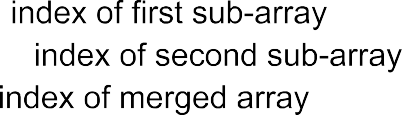 index of first sub-array
index of second sub-array
index of merged array